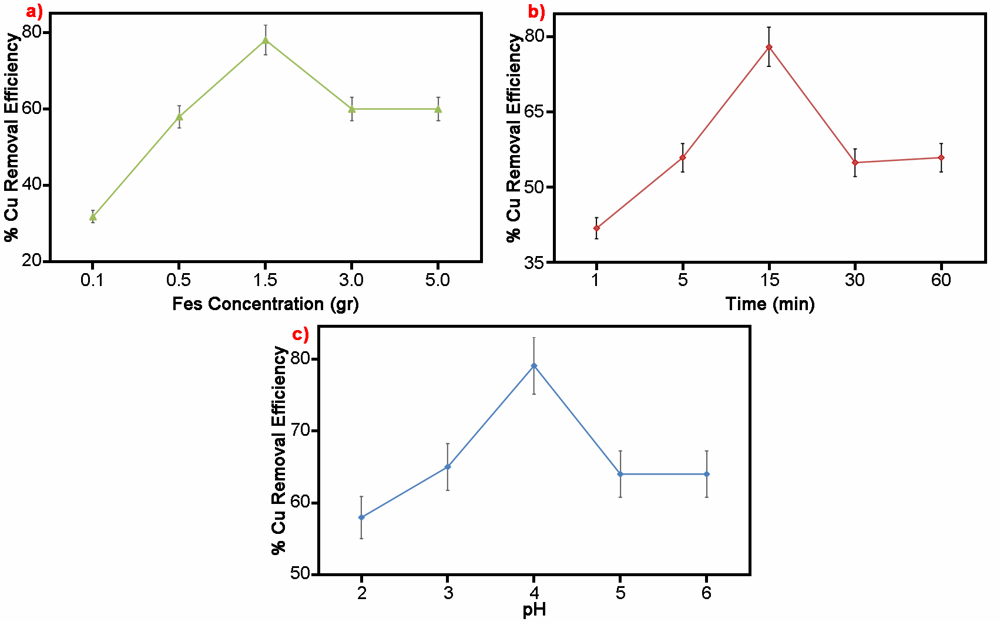 a)
% Cu Removal Efficiency
80
60
40
20
0.1 0.5 1.5 3.0 5.0
Fes Concentration (gr)
b)
% Cu Removal Efficiency
80
65
50
35
1 5 15 30 60
Time (min)
c)
% Cu Removal Efficiency
80
70
60
50
2 3 4 5 6
pH